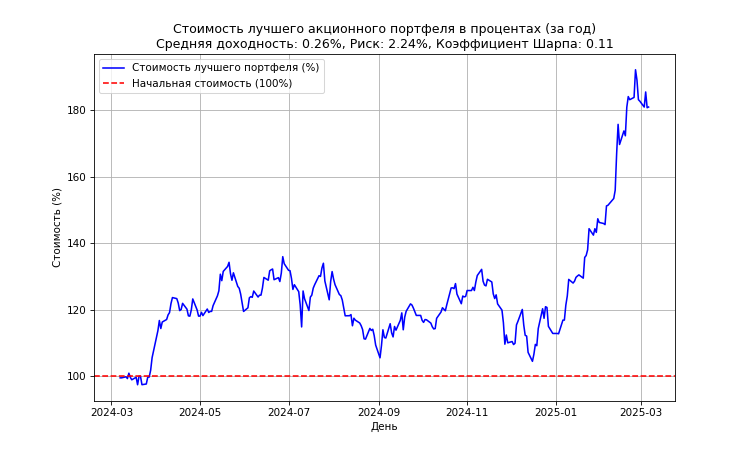 Стоимость лучшего акционного портфеля в процентах (за год)
Средняя доходность: 0.26%, Риск: 2.24%, Коэффициент Шарпа: 0.11
Стоимость лучшего портфеля (%)
Начальная стоимость (100%)
Стоимость (%)
180
160
140
120
100
2024-03
2024-05
2024-07
2024-09
2024-11
2025-01
2025-03
День